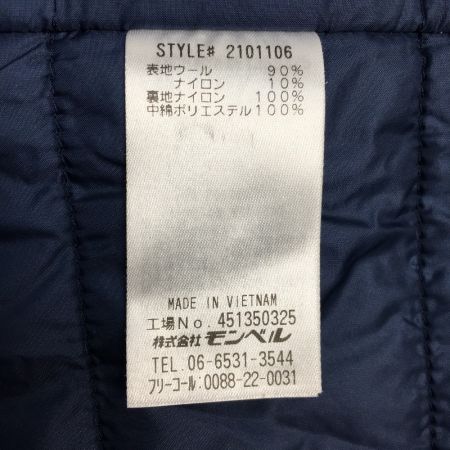 STYLE# 2101106
表地ウール 90%
ナイロン 10%
裏地ナイロン 100%
中綿ポリエステル100%
MADE IN VIETNAM
工場No. 451350325
株式会社 モンベル
TEL. 06-6531-3544
フリーコール: 0088-22-0031